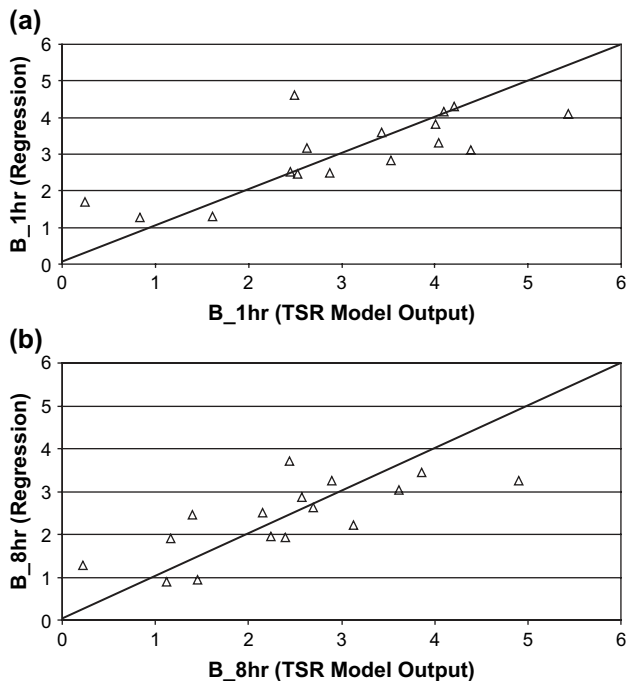 (a)
6
5
4
3
2
1
0
B_1hr (Regression)
0 1 2 3 4 5 6
B_1hr (TSR Model Output)
(b)
6
5
4
3
2
1
0
B_8hr (Regression)
0 1 2 3 4 5 6
B_8hr (TSR Model Output)